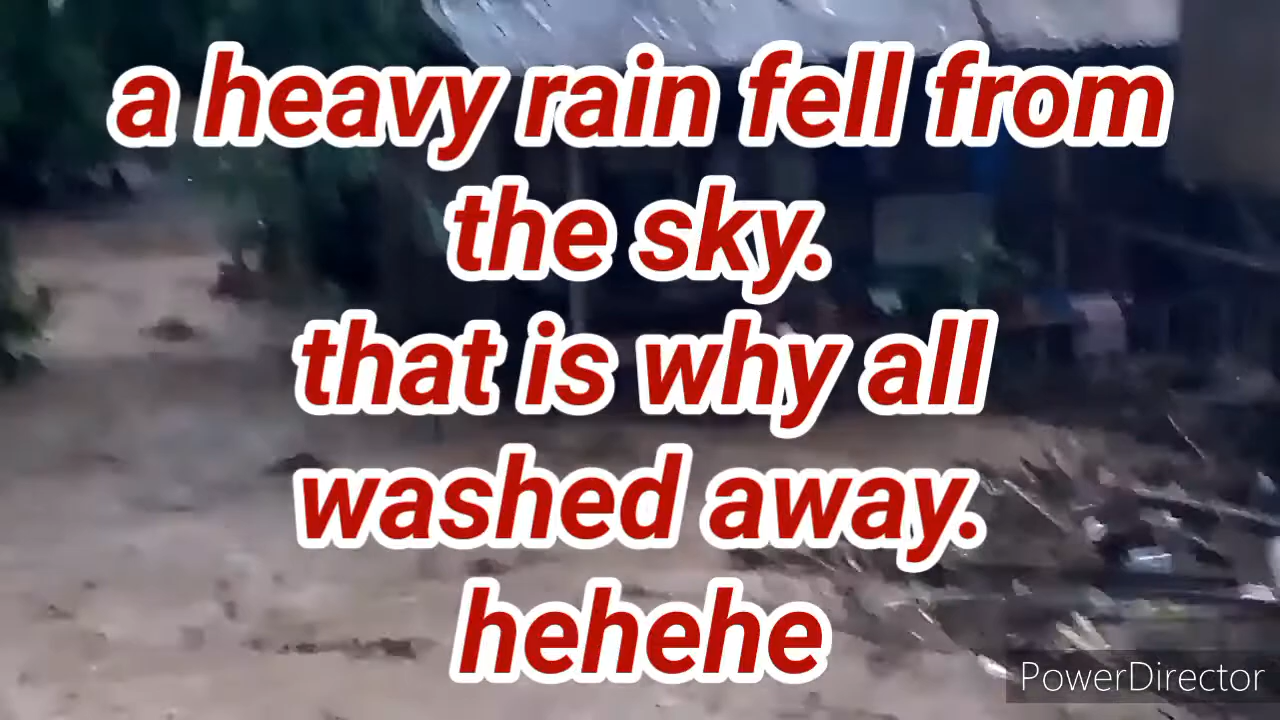 a heavy rain fell from
the sky.
that is why all
washed away.
hehehe
PowerDirector